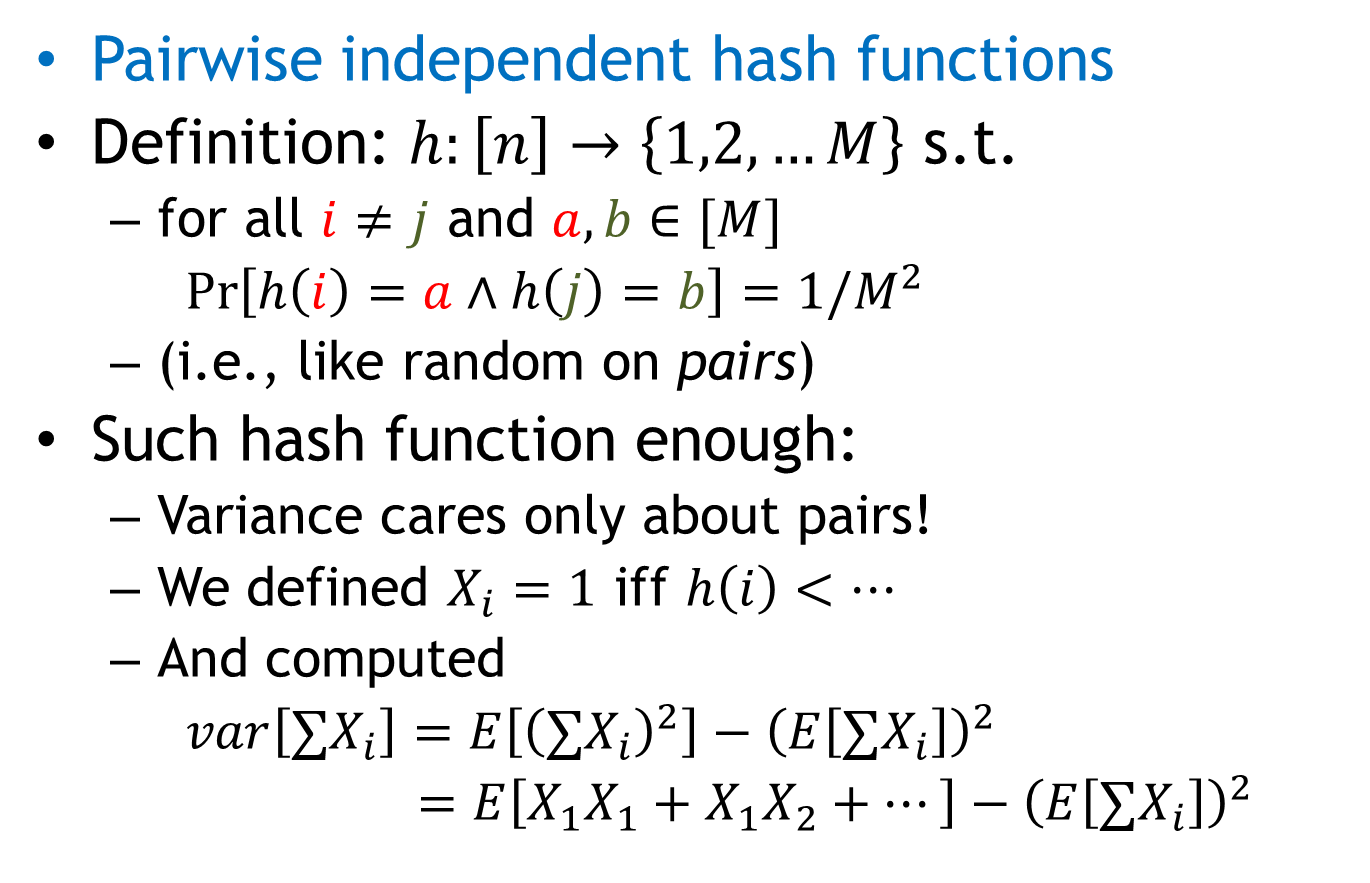 • Pairwise independent hash functions
• Definition: ℎ: [𝑛] → {1,2, … 𝑀} s.t.
– for all 𝑖 ≠ 𝑗 and 𝑎, 𝑏 ∈ [𝑀]
Pr[ℎ(𝑖) = 𝑎 ∧ ℎ(𝑗) = 𝑏] = 1/𝑀²
– (i.e., like random on pairs)
• Such hash function enough:
– Variance cares only about pairs!
– We defined 𝑋ᵢ = 1 iff ℎ(𝑖) < ⋯
– And computed
𝑣𝑎𝑟[∑𝑋ᵢ] = 𝐸[(∑𝑋ᵢ)²] − (𝐸[∑𝑋ᵢ])²
= 𝐸[𝑋₁𝑋₁ + 𝑋₁𝑋₂ + ⋯ ] − (𝐸[∑𝑋ᵢ])²